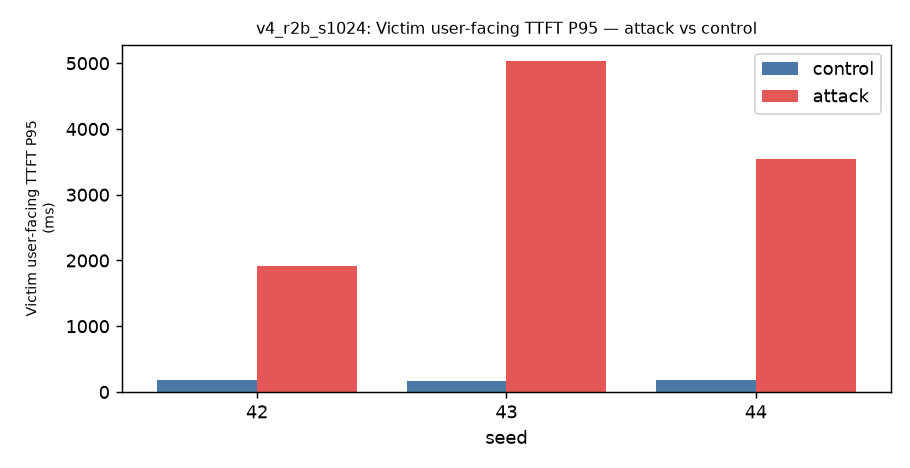 v4_r2b_s1024: Victim user-facing TTFT P95 — attack vs control
control
attack
Victim user-facing TTFT P95
(ms)
5000
4000
3000
2000
1000
0
42
43
44
seed